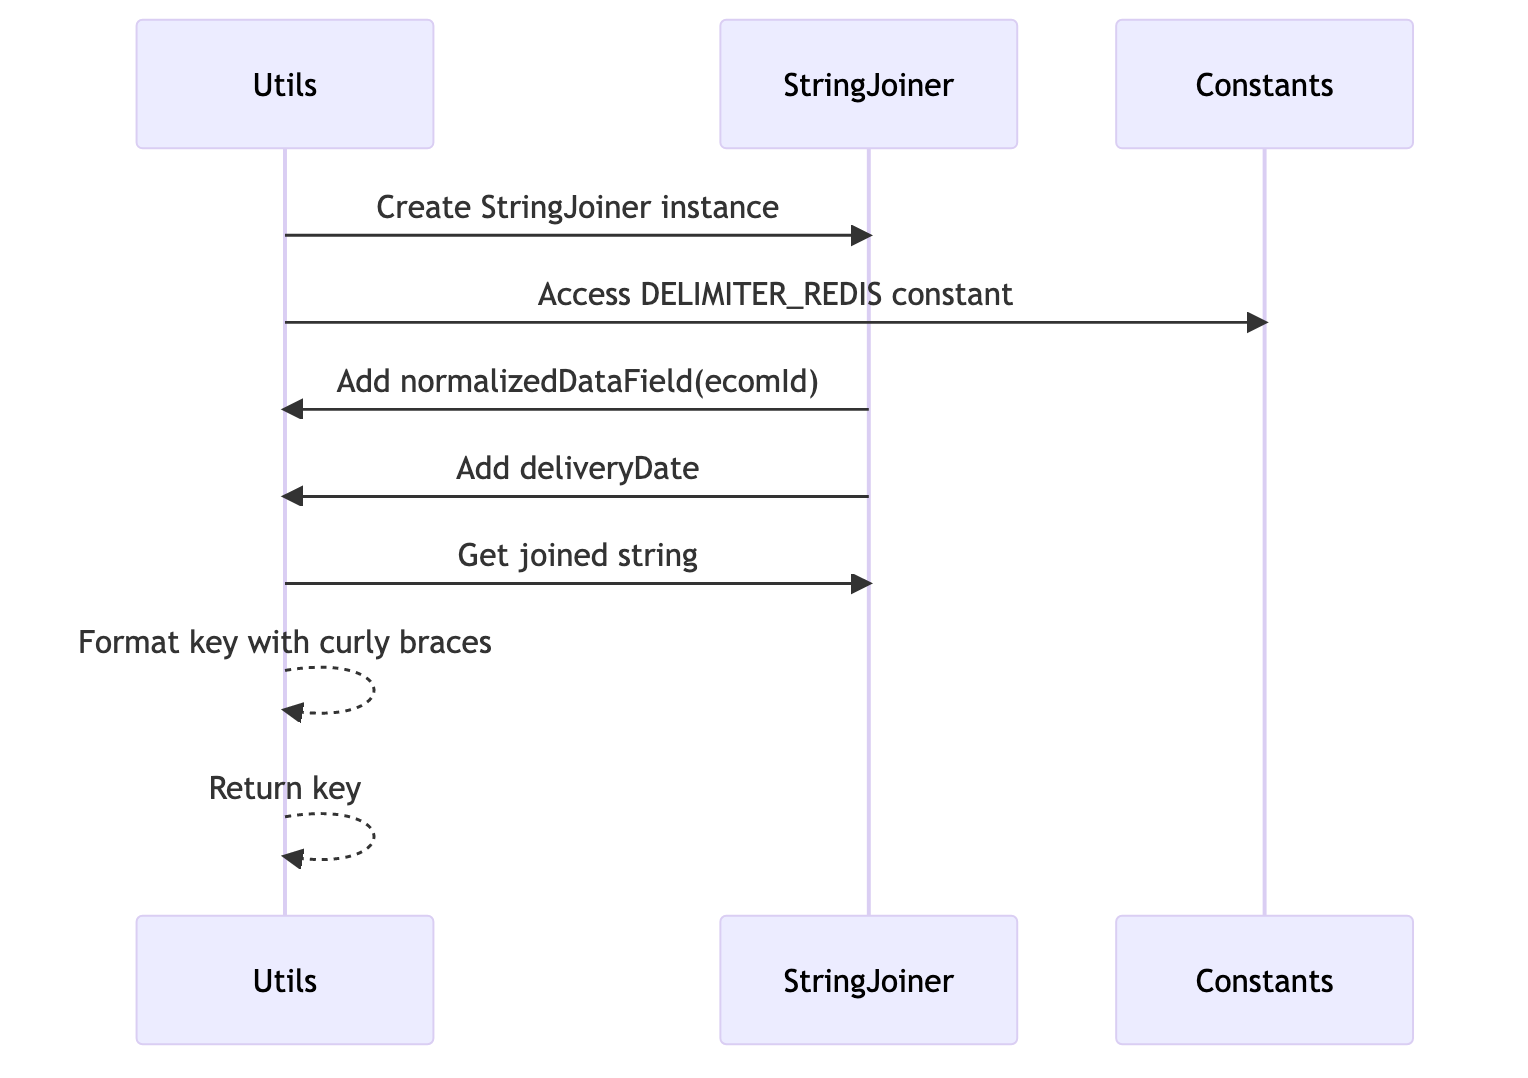 Utils
StringJoiner
Constants
Create StringJoiner instance
Access DELIMITER_REDIS constant
Add normalizedDataField(ecomId)
Add deliveryDate
Get joined string
Format key with curly braces
Return key
Utils
StringJoiner
Constants